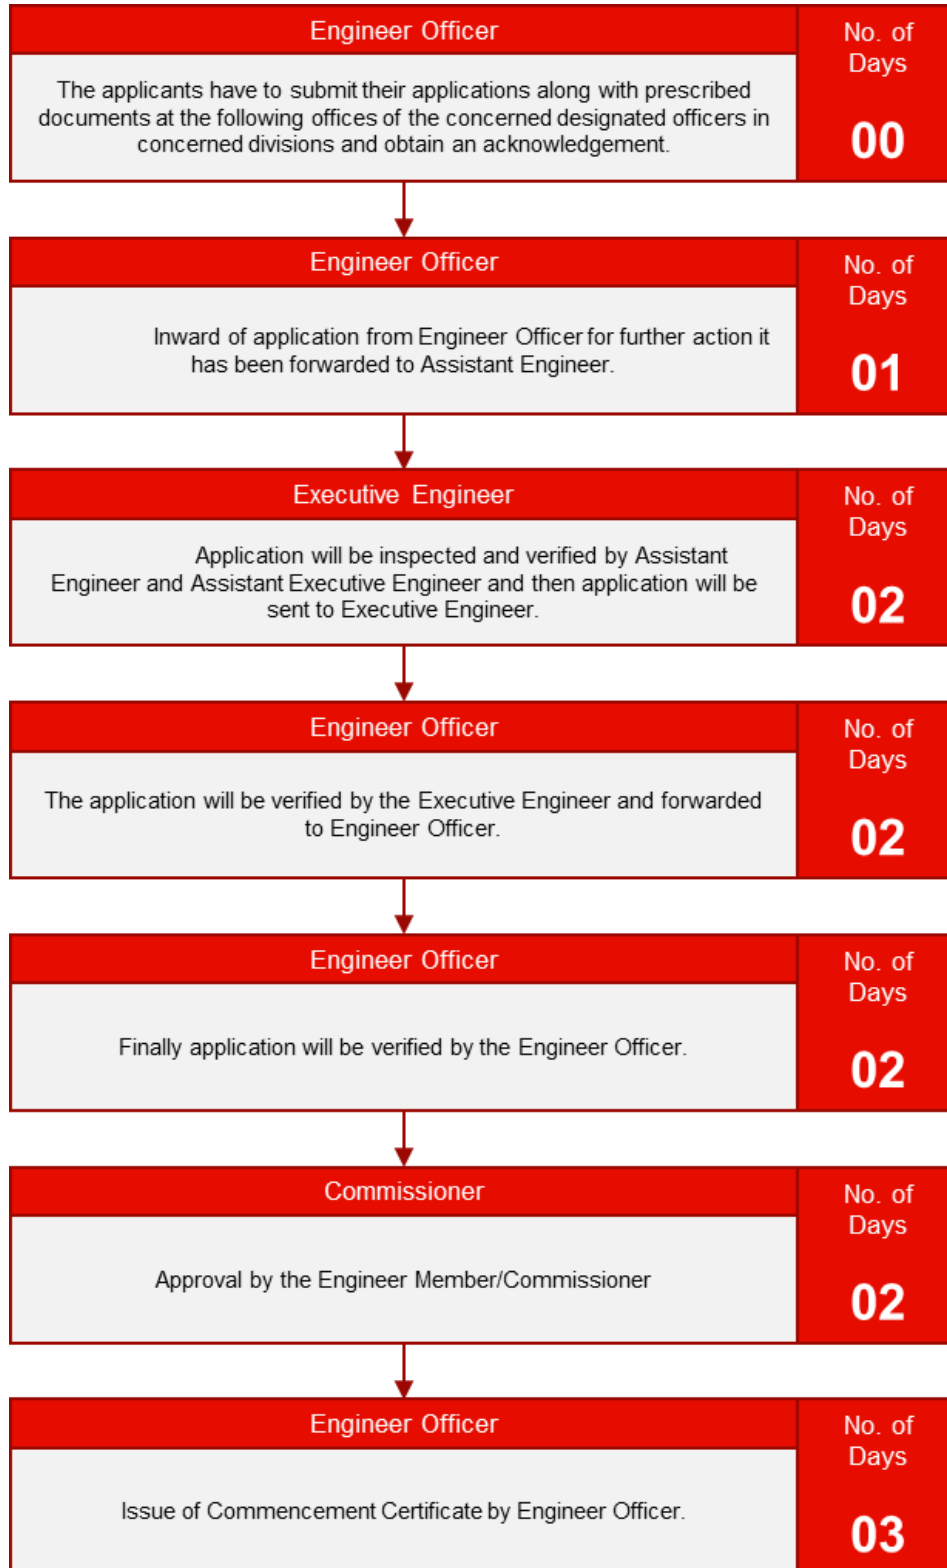 Engineer Officer
The applicants have to submit their applications along with prescribed
documents at the following offices of the concerned designated officers in
concerned divisions and obtain an acknowledgement.
No. of
Days
00
Engineer Officer
Inward of application from Engineer Officer for further action it
has been forwarded to Assistant Engineer.
No. of
Days
01
Executive Engineer
Application will be inspected and verified by Assistant
Engineer and Assistant Executive Engineer and then application will be
sent to Executive Engineer.
No. of
Days
02
Engineer Officer
The application will be verified by the Executive Engineer and forwarded
to Engineer Officer.
No. of
Days
02
Engineer Officer
Finally application will be verified by the Engineer Officer.
No. of
Days
02
Commissioner
Approval by the Engineer Member/Commissioner
No. of
Days
02
Engineer Officer
Issue of Commencement Certificate by Engineer Officer.
No. of
Days
03